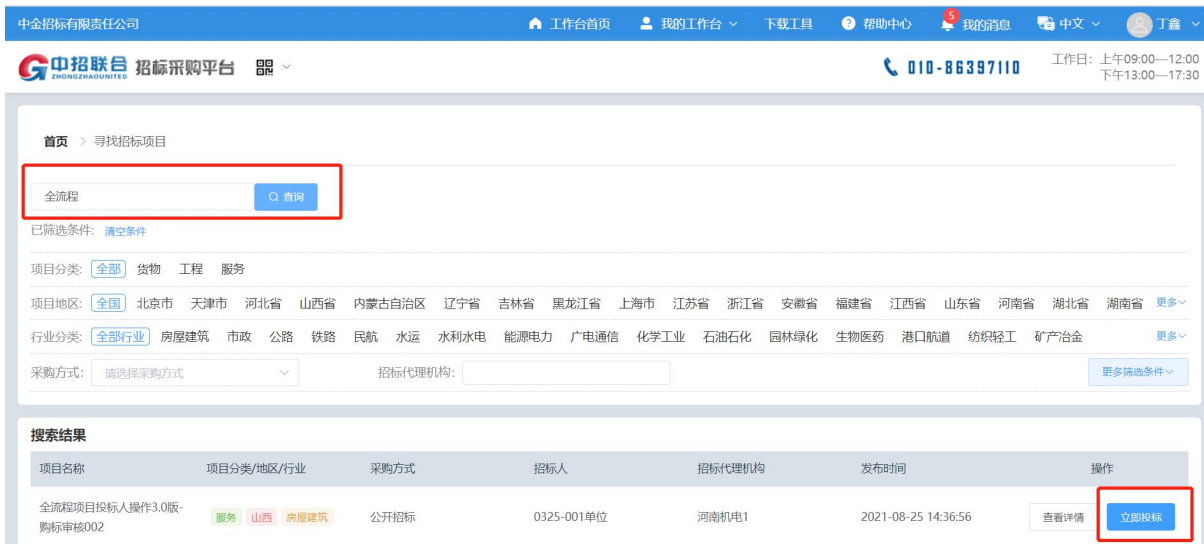 中金招标有限责任公司 工作台首页 我的工作台 下载工具 帮助中心 5 我的消息 中文 丁鑫
中招联合 ZHONGZHAOUNITED 招标采购平台 010-86397110 工作日：上午09:00—12:00
下午13:00—17:30
首页 > 寻找招标项目
全流程 查询
已筛选条件: 清空条件
项目分类: 全部 货物 工程 服务
项目地区: 全国 北京市 天津市 河北省 山西省 内蒙古自治区 辽宁省 吉林省 黑龙江省 上海市 江苏省 浙江省 安徽省 福建省 江西省 山东省 河南省 湖北省 湖南省 更多
行业分类: 全部行业 房屋建筑 市政 公路 铁路 民航 水运 水利水电 能源电力 广电通信 化学工业 石油石化 园林绿化 生物医药 港口航道 纺织轻工 矿产冶金 更多
采购方式: 请选择采购方式 招标代理机构: 更多筛选条件
搜索结果
项目名称 项目分类/地区/行业 采购方式 招标人 招标代理机构 发布时间 操作
全流程项目投标人操作3.0版-
购标审核002 服务 山西 房屋建筑 公开招标 0325-001单位 河南机电1 2021-08-25 14:36:56 查看详情 立即投标